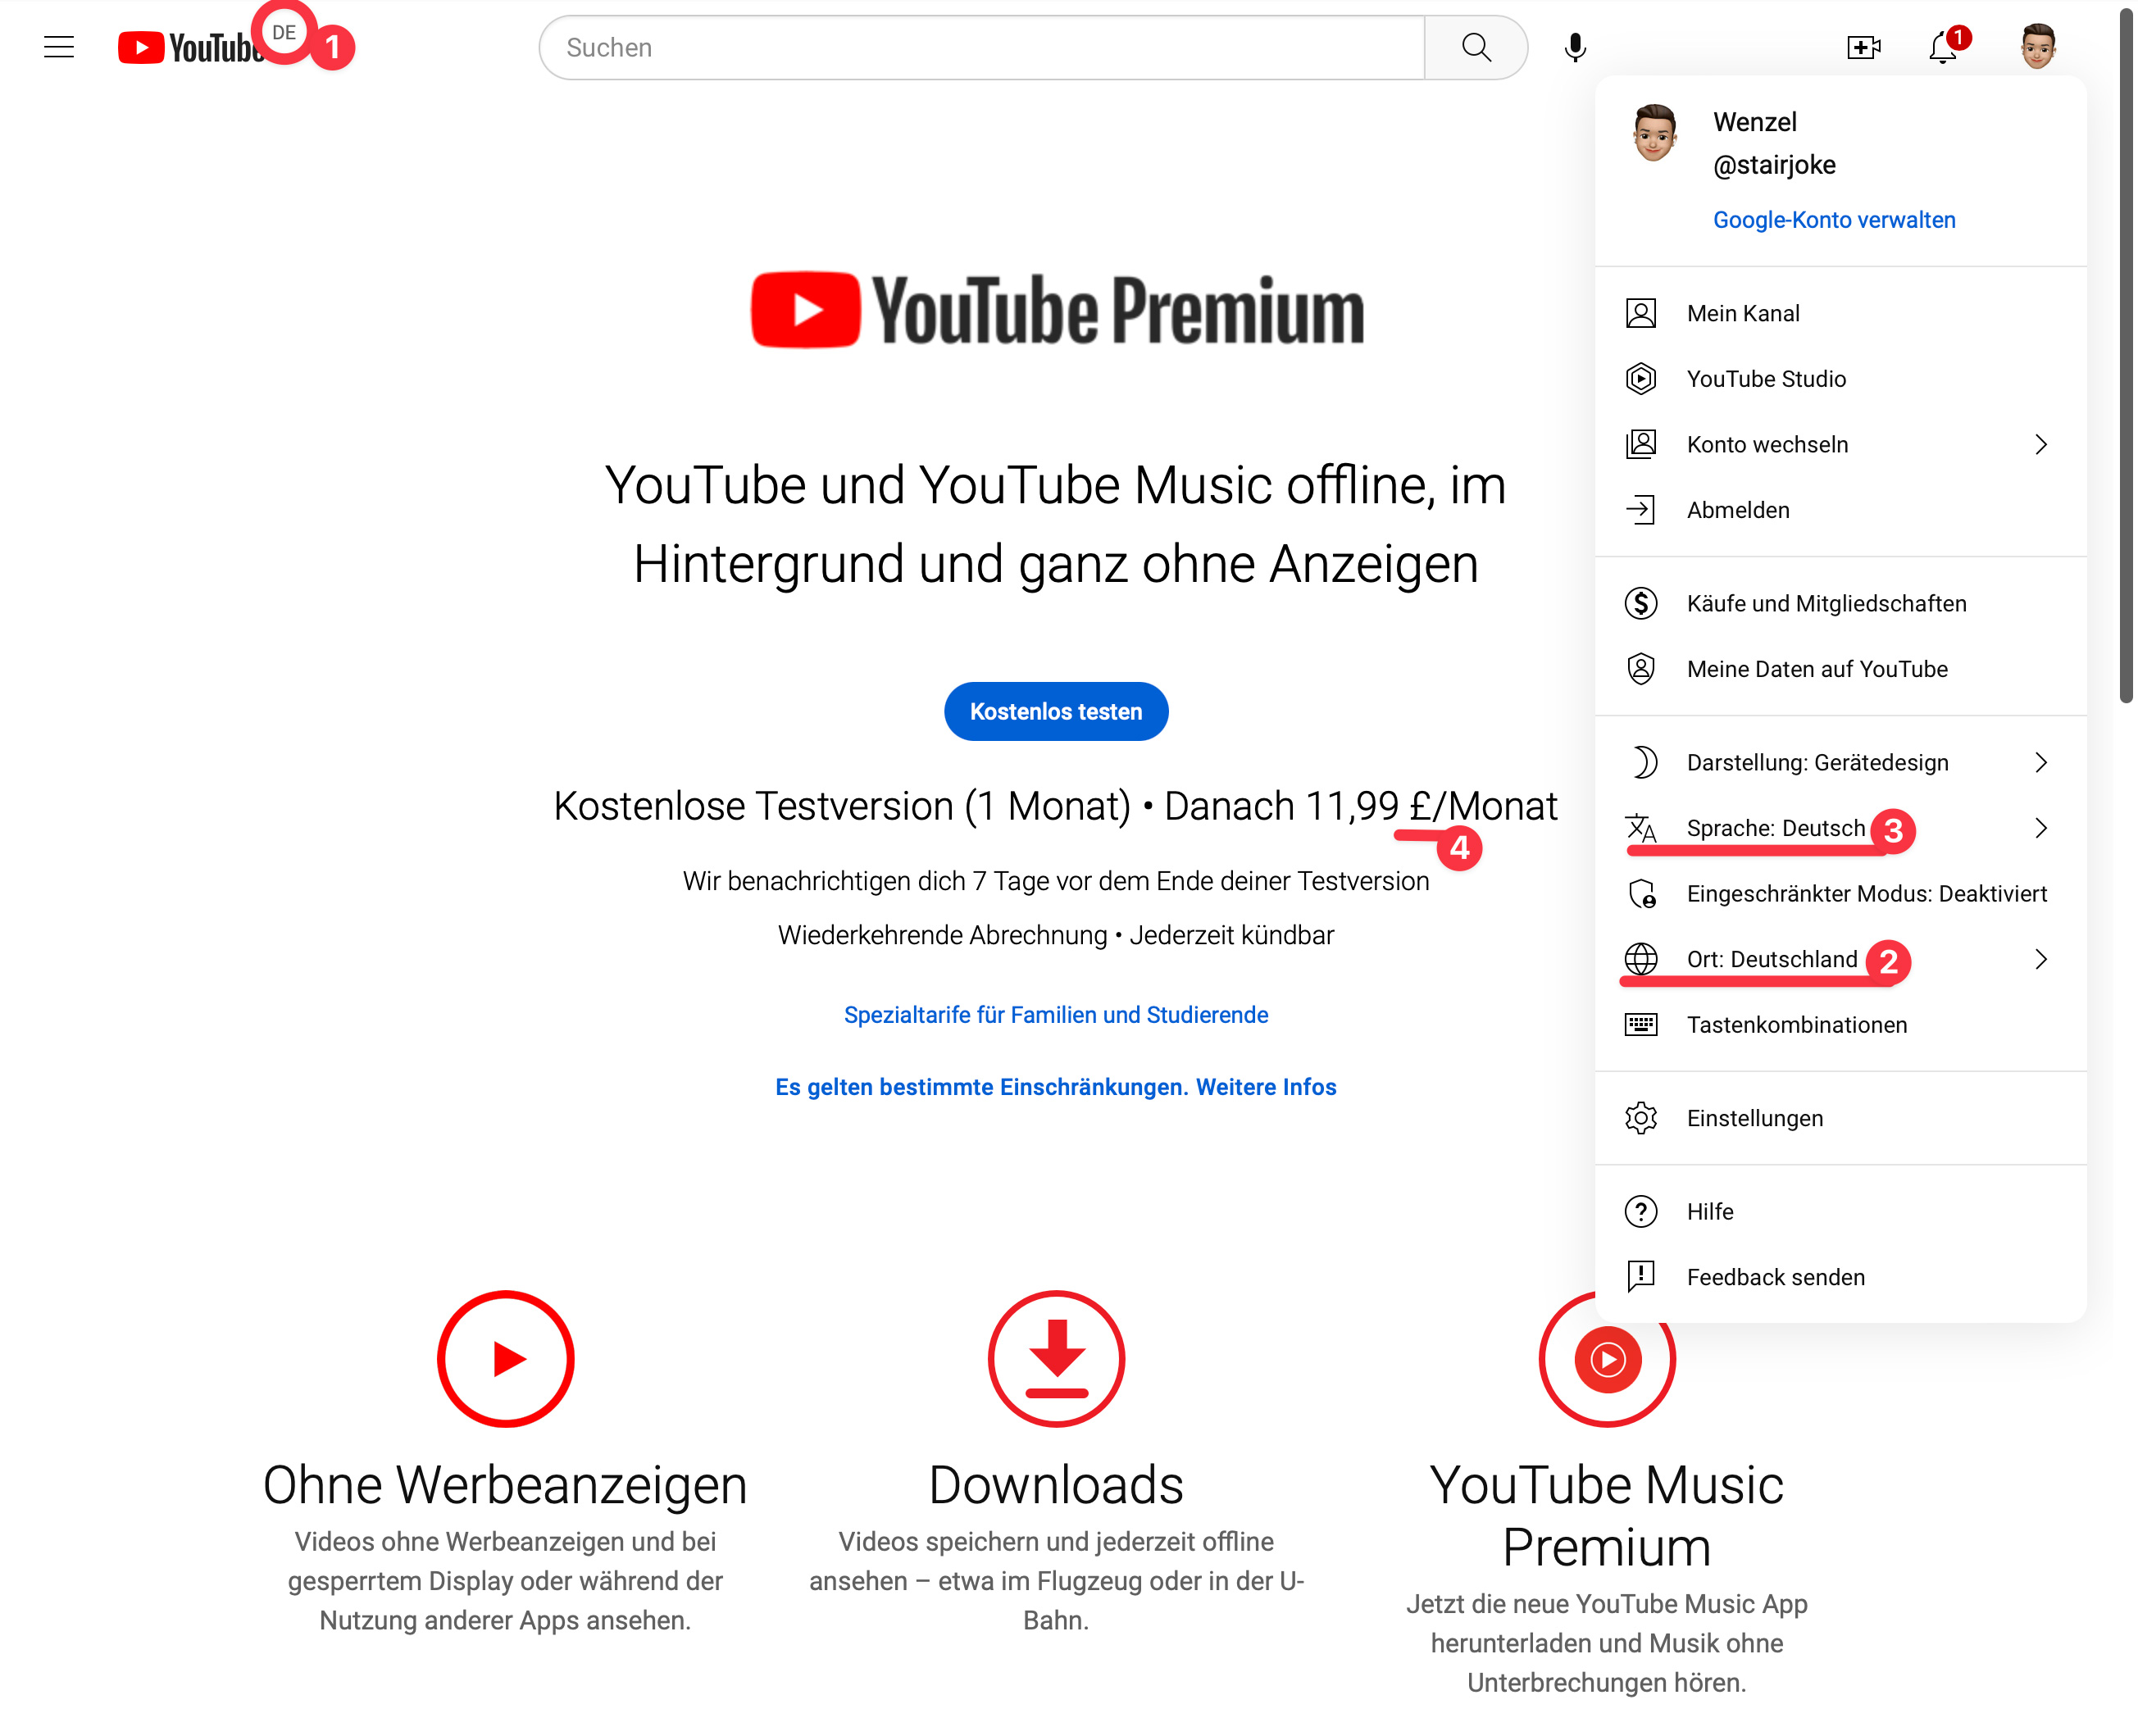 YouTube DE
1
Suchen
1
Wenzel
@stairjoke
Google-Konto verwalten
Mein Kanal
YouTube Studio
Konto wechseln
Abmelden
Käufe und Mitgliedschaften
Meine Daten auf YouTube
Darstellung: Gerätedesign
Sprache: Deutsch 3
Eingeschränkter Modus: Deaktiviert
Ort: Deutschland 2
Tastenkombinationen
Einstellungen
Hilfe
Feedback senden
YouTube Premium
YouTube und YouTube Music offline, im
Hintergrund und ganz ohne Anzeigen
Kostenlos testen
Kostenlose Testversion (1 Monat) • Danach 11,99 £/Monat
4
Wir benachrichtigen dich 7 Tage vor dem Ende deiner Testversion
Wiederkehrende Abrechnung • Jederzeit kündbar
Spezialtarife für Familien und Studierende
Es gelten bestimmte Einschränkungen. Weitere Infos
Ohne Werbeanzeigen
Videos ohne Werbeanzeigen und bei
gesperrtem Display oder während der
Nutzung anderer Apps ansehen.
Downloads
Videos speichern und jederzeit offline
ansehen – etwa im Flugzeug oder in der U-
Bahn.
YouTube Music
Premium
Jetzt die neue YouTube Music App
herunterladen und Musik ohne
Unterbrechungen hören.